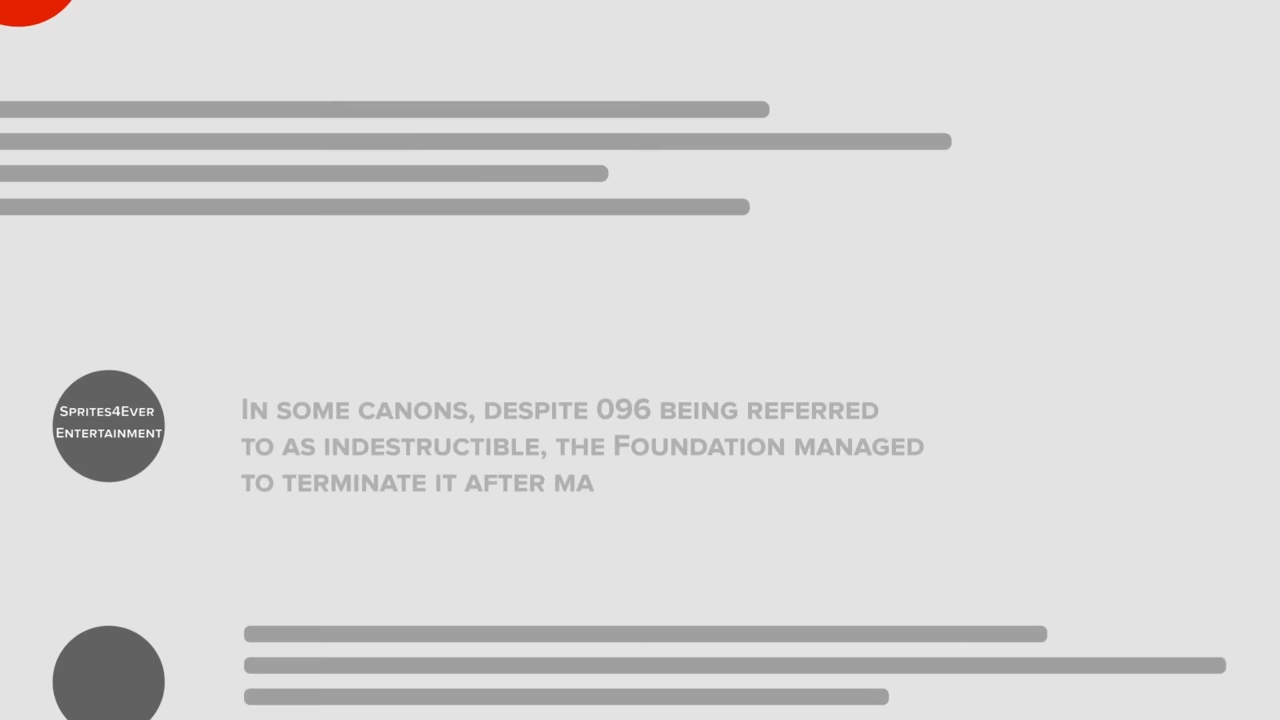 Sprites4Ever
Entertainment
In some canons, despite 096 being referred
to as indestructible, the Foundation managed
to terminate it after ma